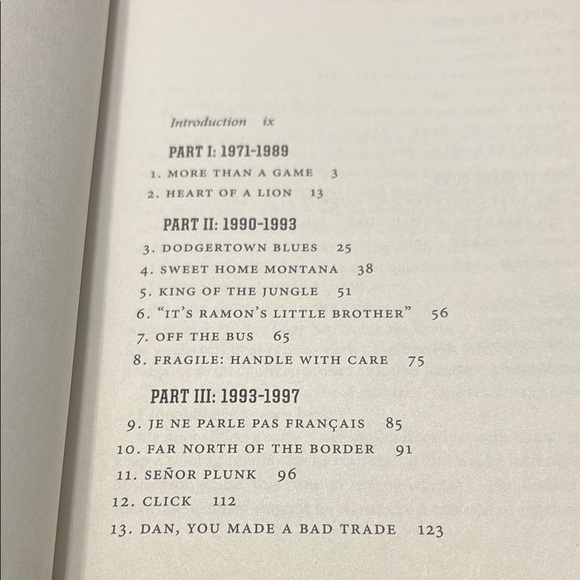 Introduction ix
PART I: 1971-1989
1. MORE THAN A GAME 3
2. HEART OF A LION 13
PART II: 1990-1993
3. DODGERTOWN BLUES 25
4. SWEET HOME MONTANA 38
5. KING OF THE JUNGLE 51
6. “IT’S RAMON’S LITTLE BROTHER” 56
7. OFF THE BUS 65
8. FRAGILE: HANDLE WITH CARE 75
PART III: 1993-1997
9. JE NE PARLE PAS FRANÇAIS 85
10. FAR NORTH OF THE BORDER 91
11. SEÑOR PLUNK 96
12. CLICK 112
13. DAN, YOU MADE A BAD TRADE 123